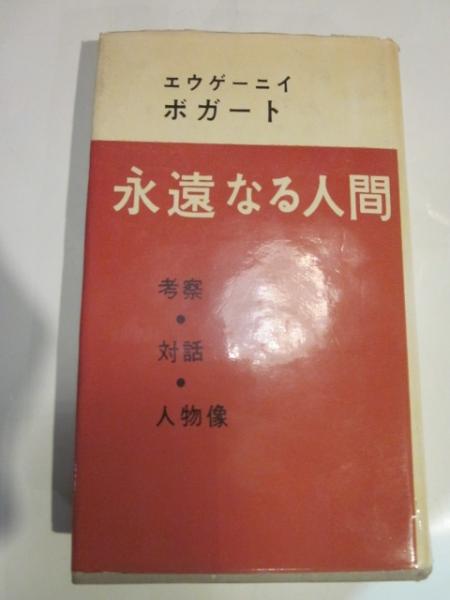 エウゲーニイ
ボガート
永遠なる人間
考察
・
対話
・
人物像